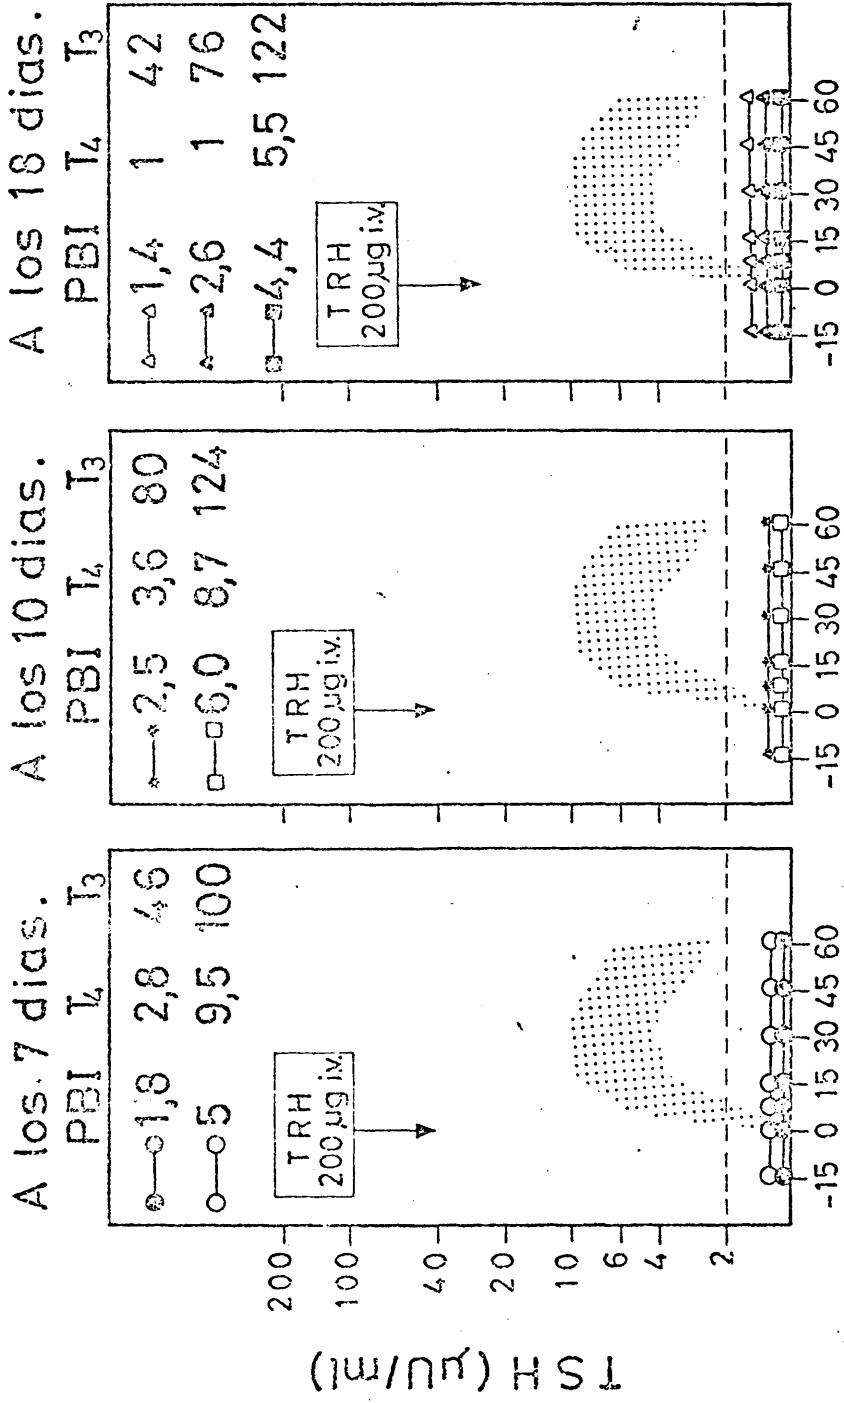 A los 7 dias.
PBI T4 T3
1,8 2,8 46
5 9,5 100
TRH
200 µg i.v.
A los 10 dias.
PBI T4 T3
2,5 3,6 80
6,0 8,7 124
TRH
200 µg i.v.
A los 18 dias.
PBI T4 T3
1,4 1 42
2,6 1 76
4,4 5,5 122
TRH
200 µg i.v.
TSH (µU/ml)
200
100
40
20
10
6
4
2
-15 0 15 30 45 60
-15 0 15 30 45 60
-15 0 15 30 45 60